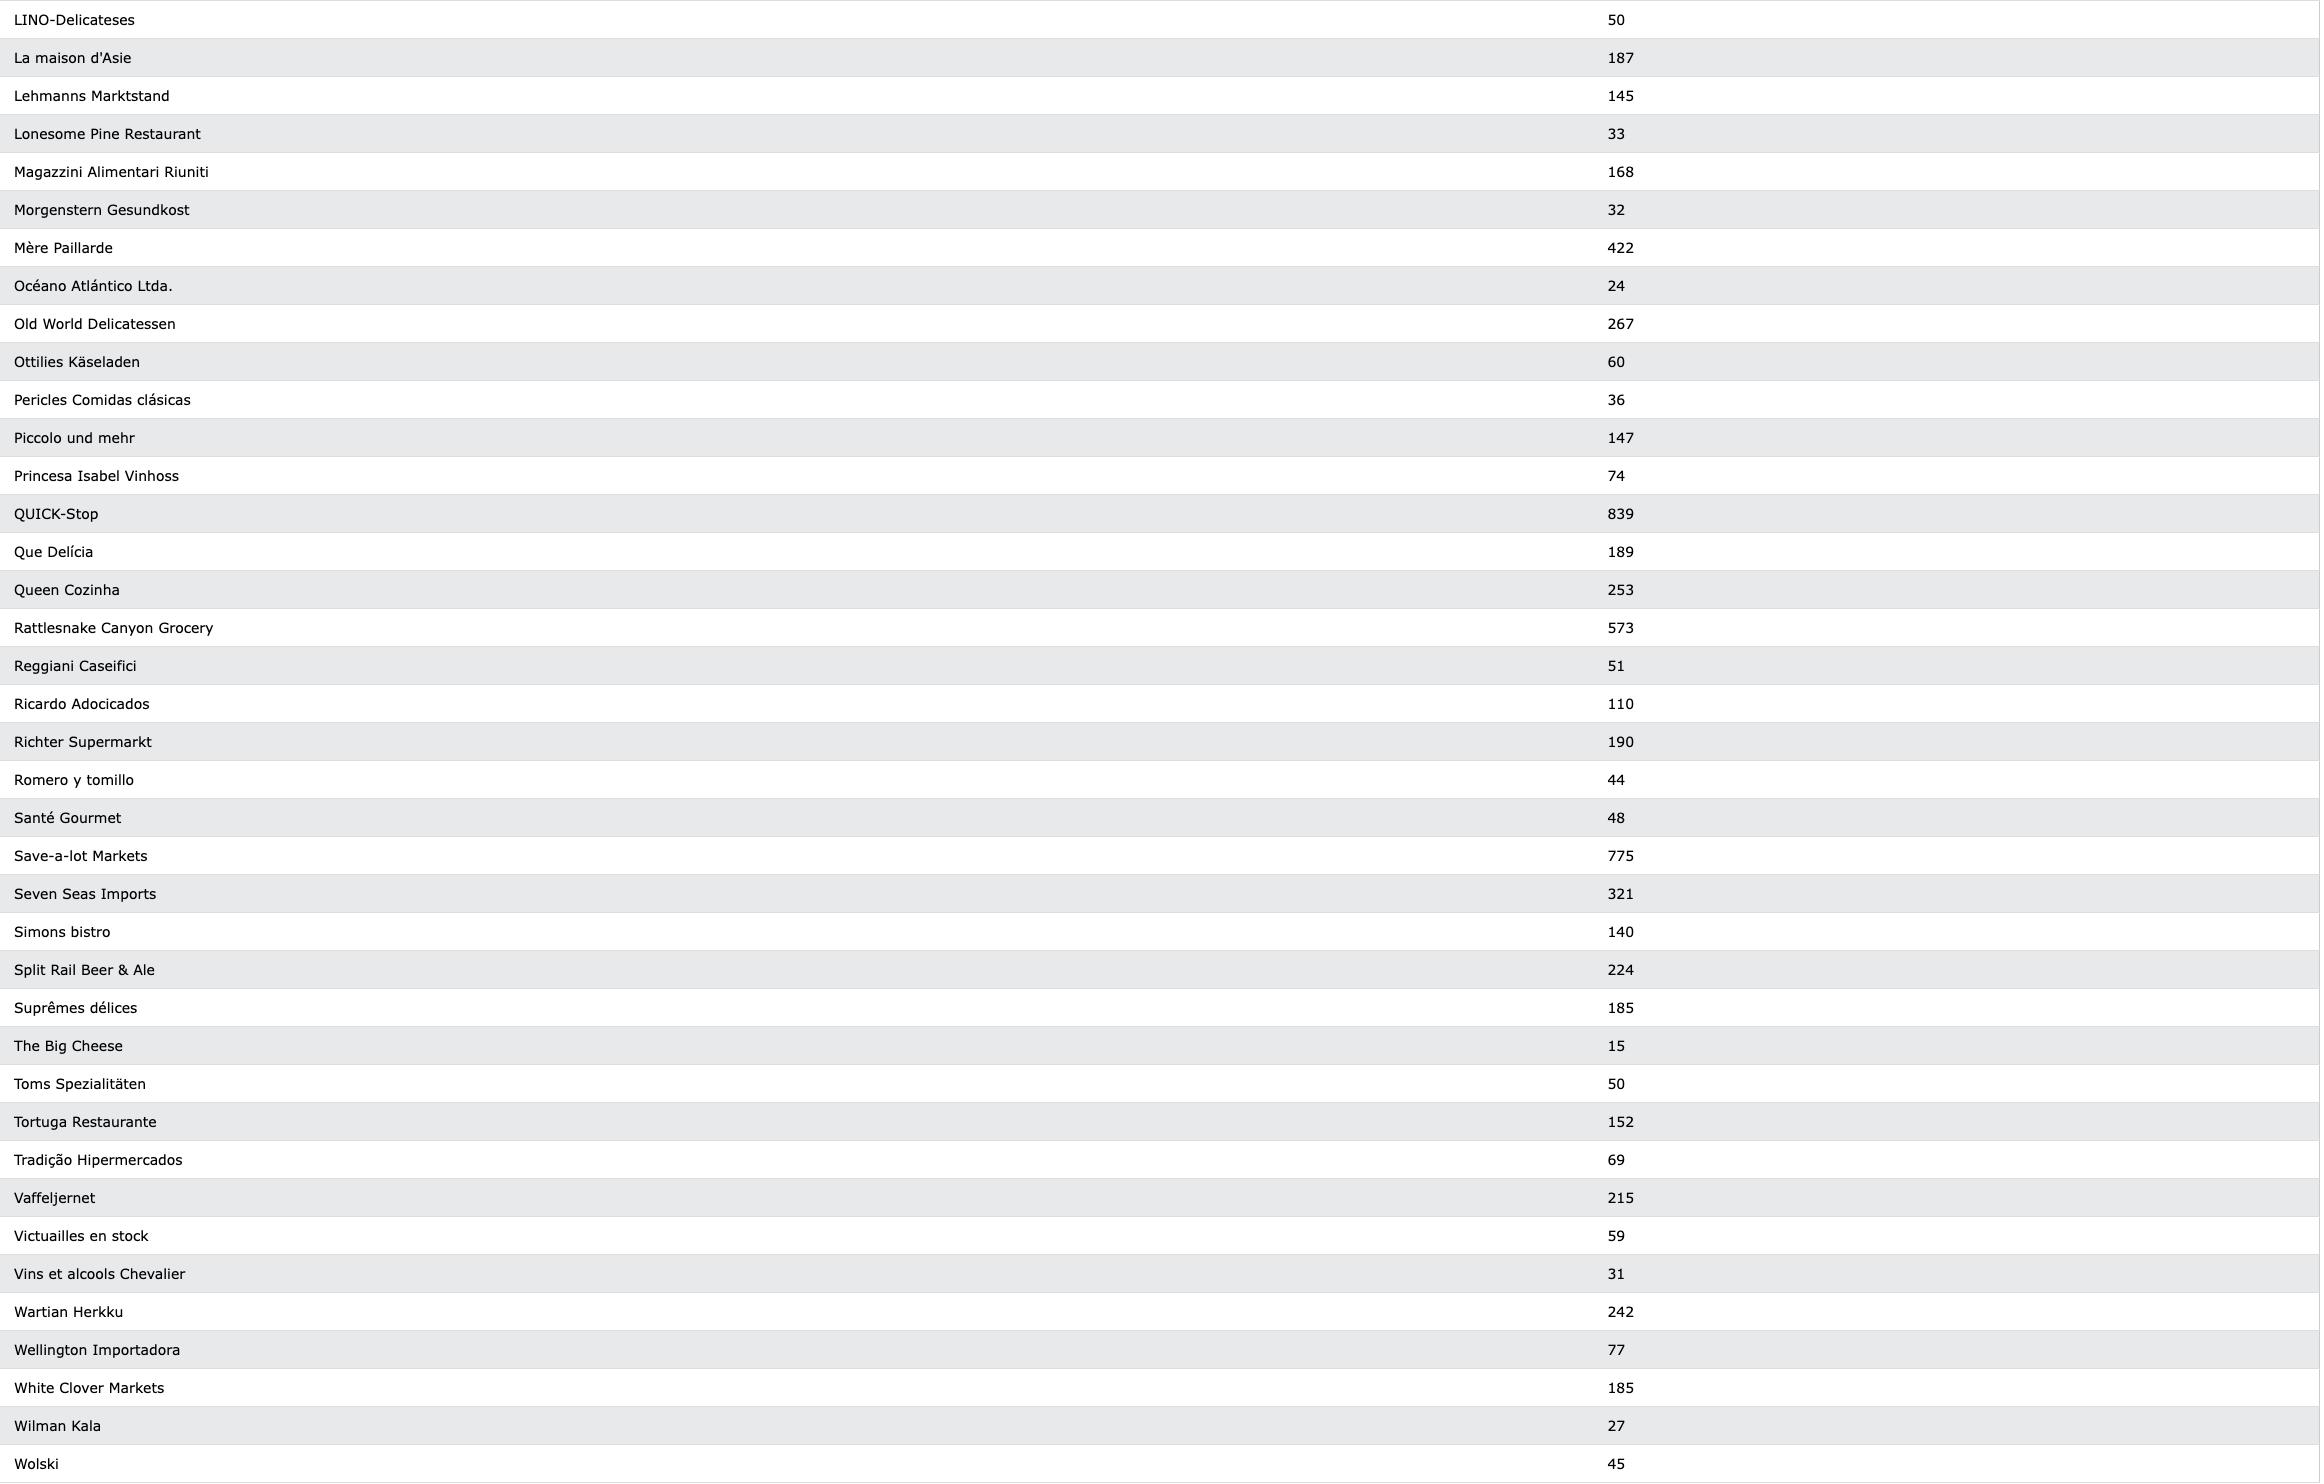 LINO-Delicateses 50
La maison d'Asie 187
Lehmanns Marktstand 145
Lonesome Pine Restaurant 33
Magazzini Alimentari Riuniti 168
Morgenstern Gesundkost 32
Mère Paillarde 422
Océano Atlántico Ltda. 24
Old World Delicatessen 267
Ottilies Käseladen 60
Pericles Comidas clásicas 36
Piccolo und mehr 147
Princesa Isabel Vinhoss 74
QUICK-Stop 839
Que Delícia 189
Queen Cozinha 253
Rattlesnake Canyon Grocery 573
Reggiani Caseifici 51
Ricardo Adocicados 110
Richter Supermarkt 190
Romero y tomillo 44
Santé Gourmet 48
Save-a-lot Markets 775
Seven Seas Imports 321
Simons bistro 140
Split Rail Beer & Ale 224
Suprêmes délices 185
The Big Cheese 15
Toms Spezialitäten 50
Tortuga Restaurante 152
Tradição Hipermercados 69
Vaffeljernet 215
Victuailles en stock 59
Vins et alcools Chevalier 31
Wartian Herkku 242
Wellington Importadora 77
White Clover Markets 185
Wilman Kala 27
Wolski 45